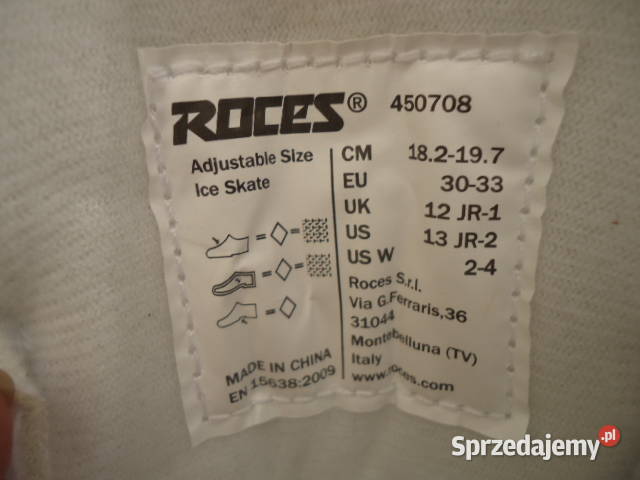 ROCES® 450708
Adjustable Size
Ice Skate
CM 18.2-19.7
EU 30-33
UK 12 JR-1
US 13 JR-2
US W 2-4
Roces S.r.l.
Via G.Ferraris,36
31044
Montebelluna (TV)
Italy
www.roces.com
MADE IN CHINA
EN 15638:2009
Sprzedajemy.pl